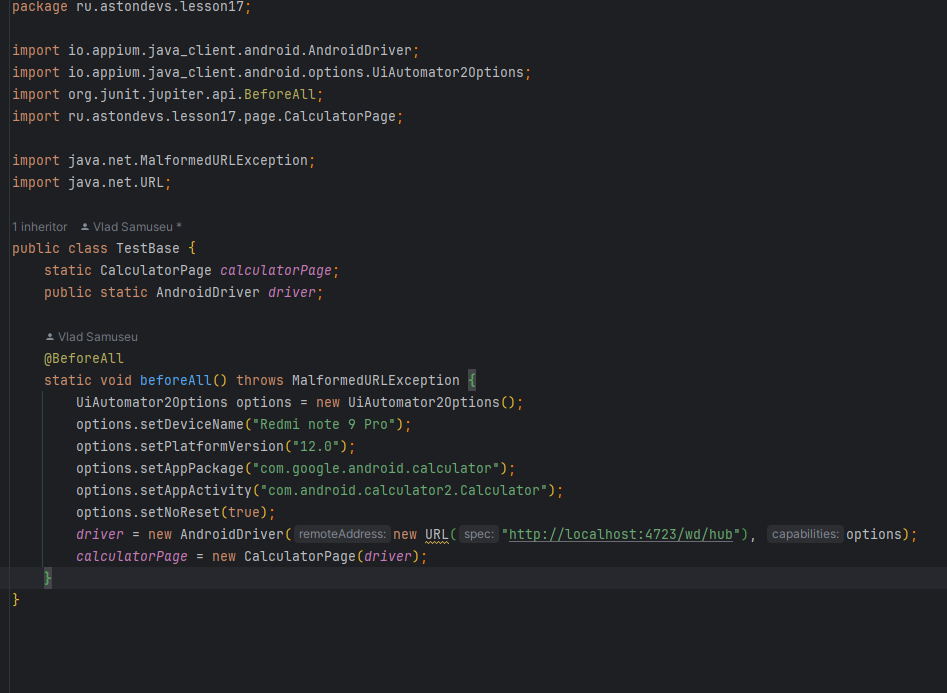 package ru.astondevs.lesson17;
import io.appium.java_client.android.AndroidDriver;
import io.appium.java_client.android.options.UiAutomator2Options;
import org.junit.jupiter.api.BeforeAll;
import ru.astondevs.lesson17.page.CalculatorPage;
import java.net.MalformedURLException;
import java.net.URL;
1 inheritor Vlad Samuseu *
public class TestBase {
static CalculatorPage calculatorPage;
public static AndroidDriver driver;
Vlad Samuseu
@BeforeAll
static void beforeAll() throws MalformedURLException {
UiAutomator2Options options = new UiAutomator2Options();
options.setDeviceName("Redmi note 9 Pro");
options.setPlatformVersion("12.0");
options.setAppPackage("com.google.android.calculator");
options.setAppActivity("com.android.calculator2.Calculator");
options.setNoReset(true);
driver = new AndroidDriver( remoteAddress: new URL( spec: "http://localhost:4723/wd/hub"), capabilities: options);
calculatorPage = new CalculatorPage(driver);
}
}